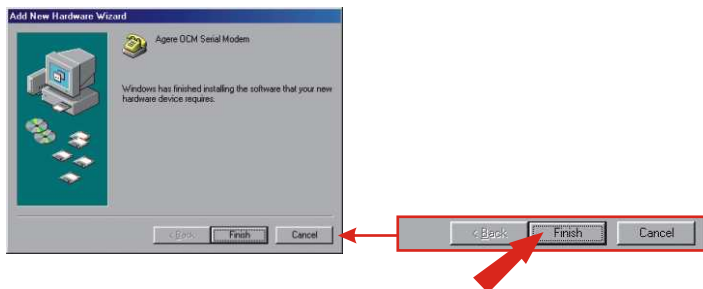 Add New Hardware Wizard
Agere OCM Serial Modem
Windows has finished installing the software that your new
hardware device requires.
< Back
Finish
Cancel
< Back
Finish
Cancel